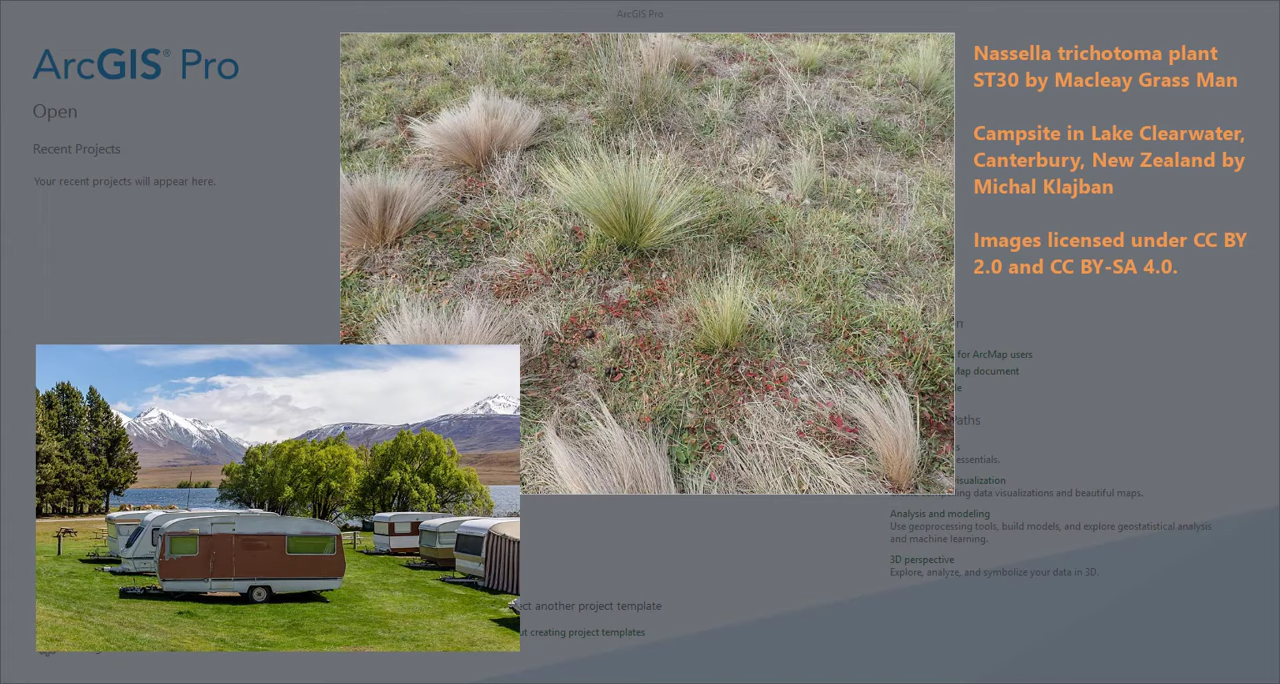 ArcGIS Pro
ArcGIS® Pro
Open
Recent Projects
Your recent projects will appear here.
Nassella trichotoma plant
ST30 by Macleay Grass Man
Campsite in Lake Clearwater,
Canterbury, New Zealand by
Michal Klajban
Images licensed under CC BY
2.0 and CC BY-SA 4.0.
for ArcMap users
Map document
Paths
essentials.
visualization
data visualizations and beautiful maps.
Analysis and modeling
Use geoprocessing tools, build models, and explore geostatistical analysis
and machine learning.
3D perspective
Explore, analyze, and symbolize your data in 3D.
another project template
creating project templates